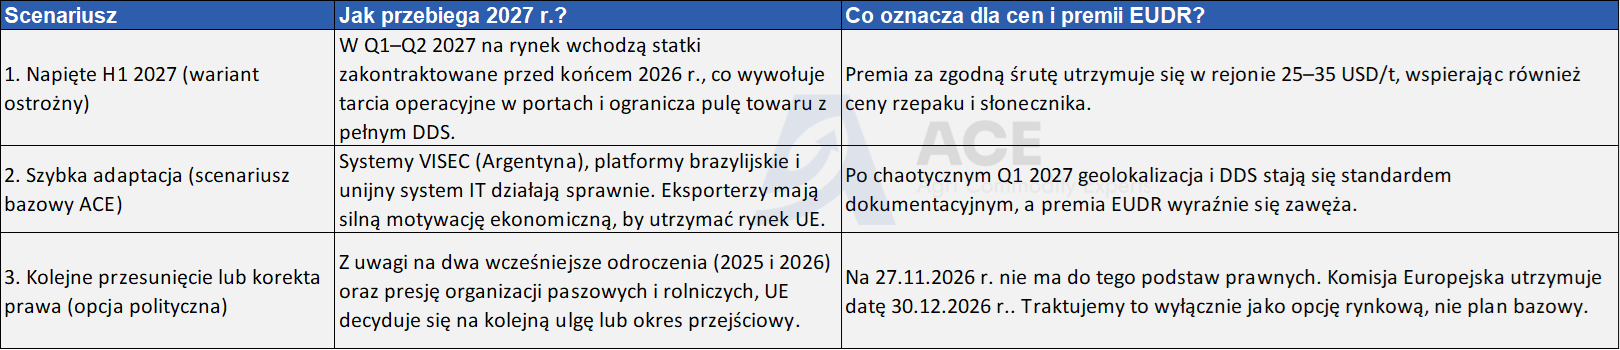 Scenariusz
Jak przebiega 2027 r.?
Co oznacza dla cen i premii EUDR?
1. Napięte H1 2027 (wariant
ostrożny)
W Q1–Q2 2027 na rynek wchodzą statki
zakontraktowane przed końcem 2026 r., co wywołuje
tarcia operacyjne w portach i ogranicza pulę towaru z
pełnym DDS.
Premia za zgodną śrutę utrzymuje się w rejonie 25–35 USD/t, wspierając również
ceny rzepaku i słonecznika.
2. Szybka adaptacja (scenariusz
bazowy ACE)
Systemy VISEC (Argentyna), platformy brazylijskie i
unijny system IT działają sprawnie. Eksporterzy mają
silną motywację ekonomiczną, by utrzymać rynek UE.
Po chaotycznym Q1 2027 geolokalizacja i DDS stają się standardem
dokumentacyjnym, a premia EUDR wyraźnie się zawęża.
3. Kolejne przesunięcie lub korekta
prawa (opcja polityczna)
Z uwagi na dwa wcześniejsze odroczenia (2025 i 2026)
oraz presję organizacji paszowych i rolniczych, UE
decyduje się na kolejną ulgę lub okres przejściowy.
Na 27.11.2026 r. nie ma do tego podstaw prawnych. Komisja Europejska utrzymuje
datę 30.12.2026 r.. Traktujemy to wyłącznie jako opcję rynkową, nie plan bazowy.
ACE
Agri Commodity Experts